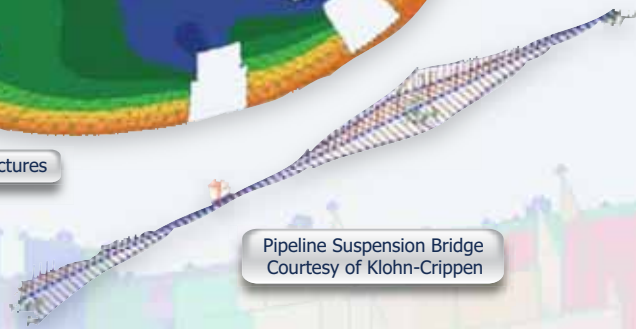 ctures
Pipeline Suspension Bridge
Courtesy of Klohn-Crippen